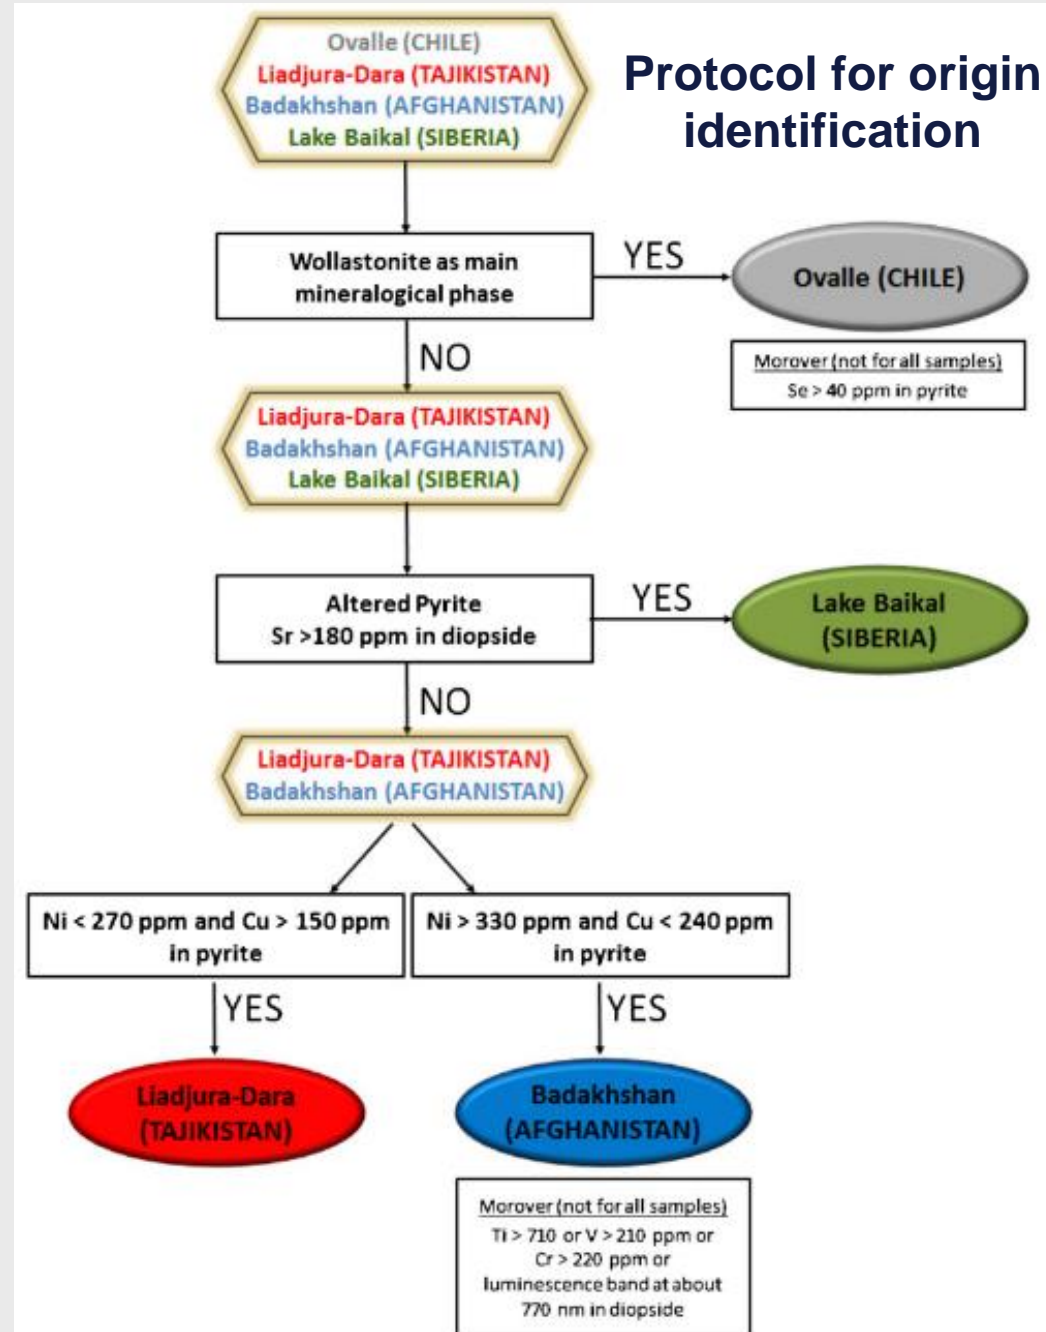 Protocol for origin
identification
Ovalle (CHILE)
Liadjura-Dara (TAJIKISTAN)
Badakhshan (AFGHANISTAN)
Lake Baikal (SIBERIA)
Wollastonite as main
mineralogical phase
YES
Ovalle (CHILE)
Morover (not for all samples)
Se > 40 ppm in pyrite
NO
Liadjura-Dara (TAJIKISTAN)
Badakhshan (AFGHANISTAN)
Lake Baikal (SIBERIA)
Altered Pyrite
Sr >180 ppm in diopside
YES
Lake Baikal
(SIBERIA)
NO
Liadjura-Dara (TAJIKISTAN)
Badakhshan (AFGHANISTAN)
Ni < 270 ppm and Cu > 150 ppm
in pyrite
Ni > 330 ppm and Cu < 240 ppm
in pyrite
YES
YES
Liadjura-Dara
(TAJIKISTAN)
Badakhshan
(AFGHANISTAN)
Morover (not for all samples)
Ti > 710 or V > 210 ppm or
Cr > 220 ppm or
luminescence band at about
770 nm in diopside